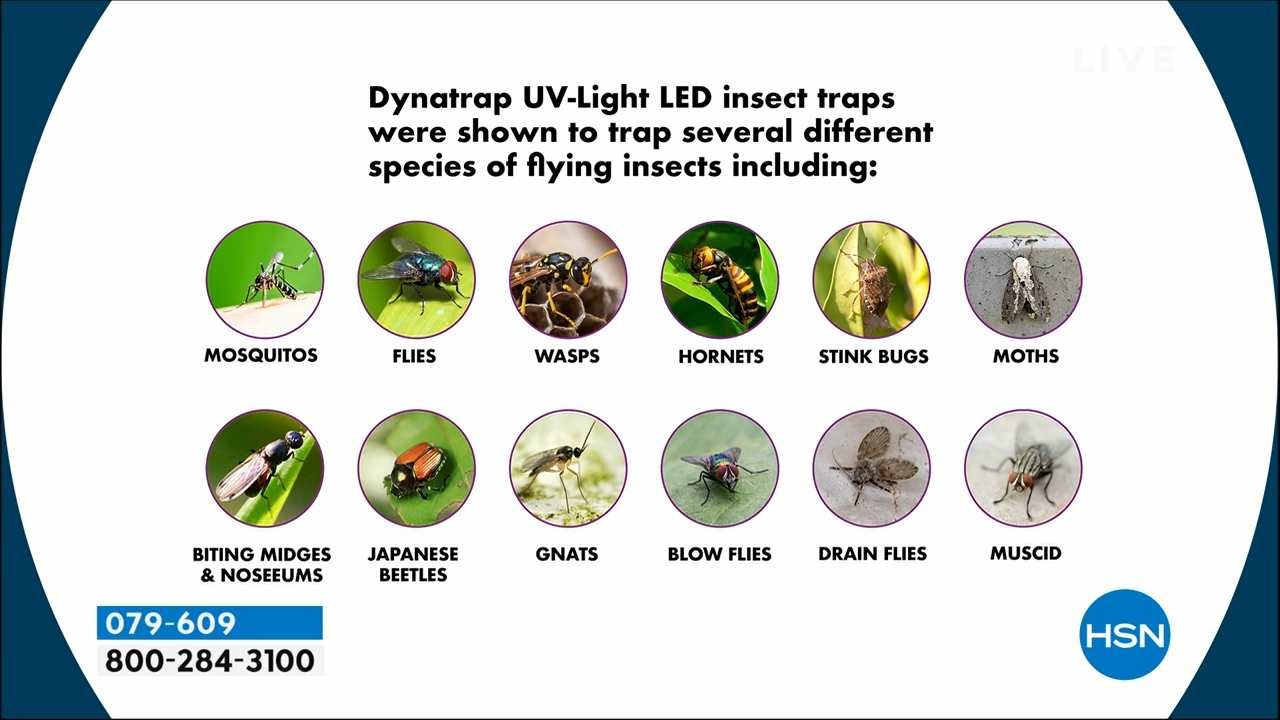 LIVE
Dynatrap UV-Light LED insect traps
were shown to trap several different
species of flying insects including:
MOSQUITOS
FLIES
WASPS
HORNETS
STINK BUGS
MOTHS
BITING MIDGES
& NOSEEUMS
JAPANESE
BEETLES
GNATS
BLOW FLIES
DRAIN FLIES
MUSCID
079-609
800-284-3100
HSN